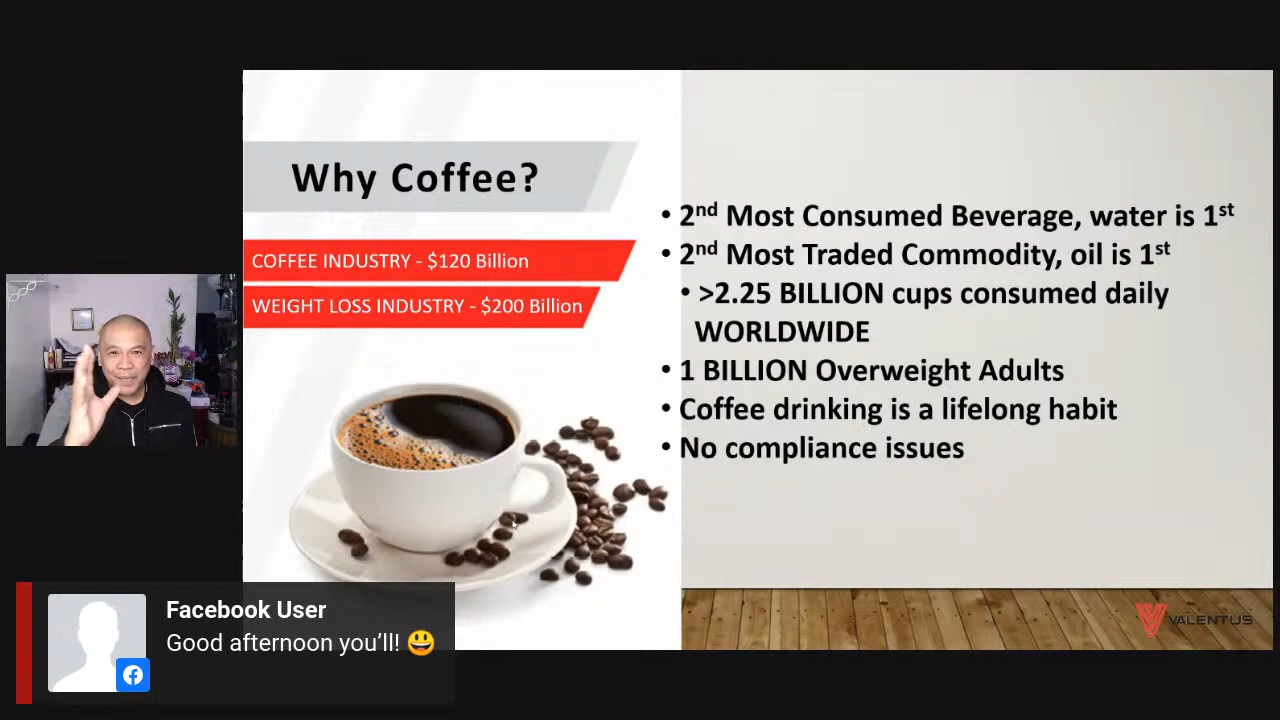 Why Coffee?
COFFEE INDUSTRY - $120 Billion
WEIGHT LOSS INDUSTRY - $200 Billion
• 2nd Most Consumed Beverage, water is 1st
• 2nd Most Traded Commodity, oil is 1st
• >2.25 BILLION cups consumed daily
WORLDWIDE
• 1 BILLION Overweight Adults
• Coffee drinking is a lifelong habit
• No compliance issues
VALENTUS
Facebook User
Good afternoon you’ll! 😃